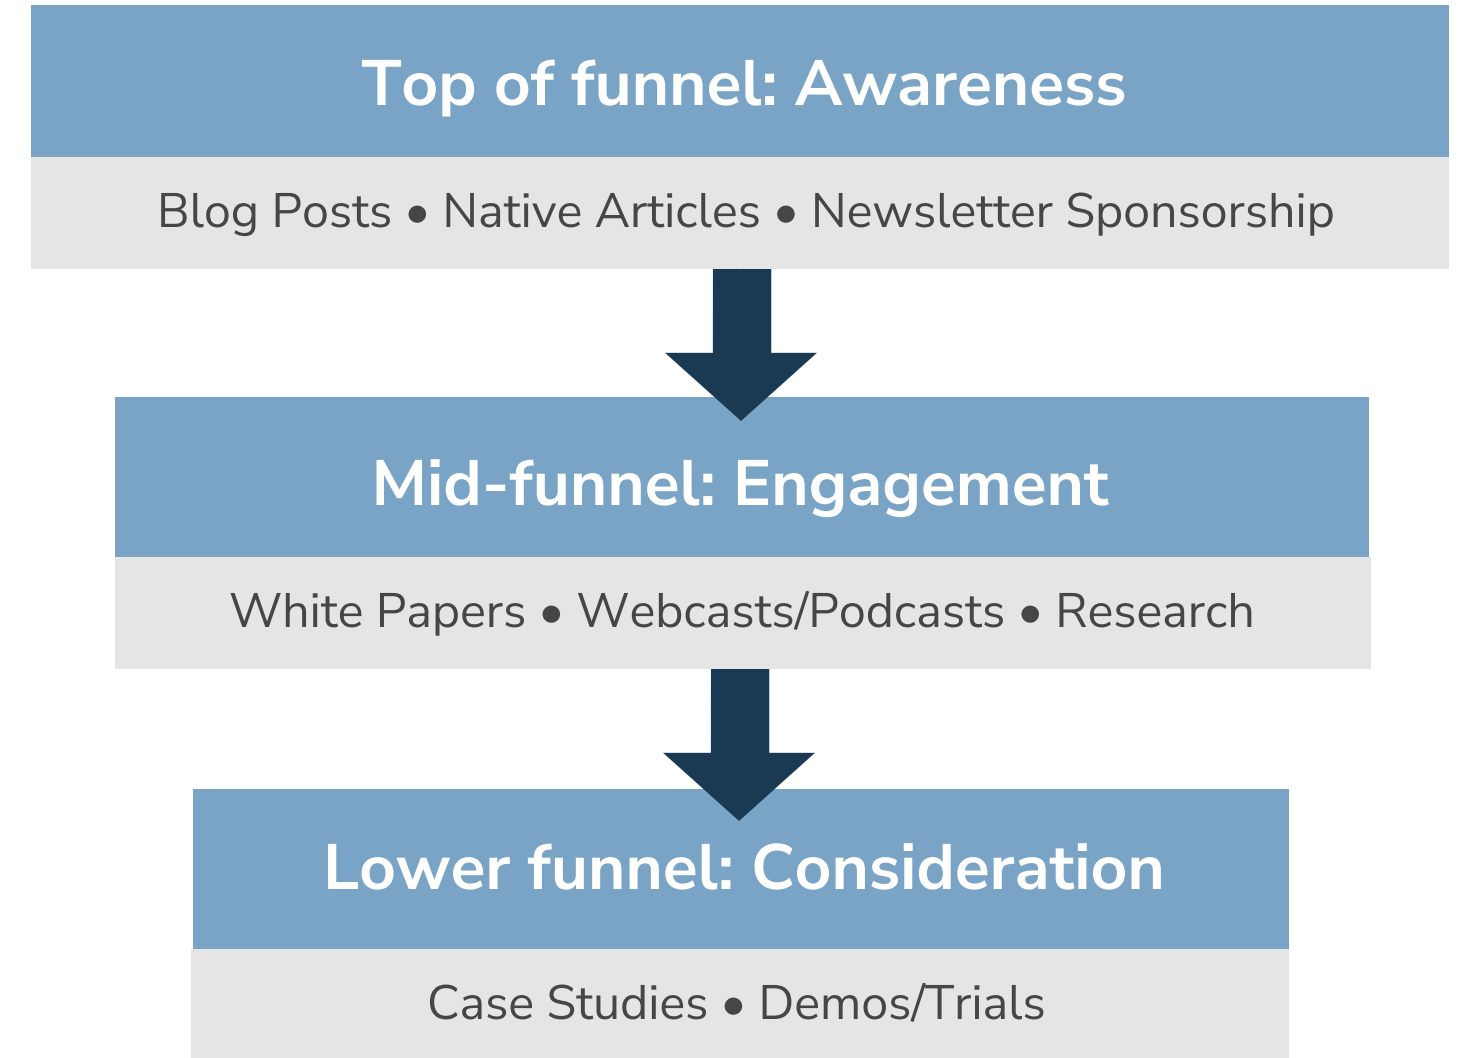 Top of funnel: Awareness
Blog Posts • Native Articles • Newsletter Sponsorship
Mid-funnel: Engagement
White Papers • Webcasts/Podcasts • Research
Lower funnel: Consideration
Case Studies • Demos/Trials